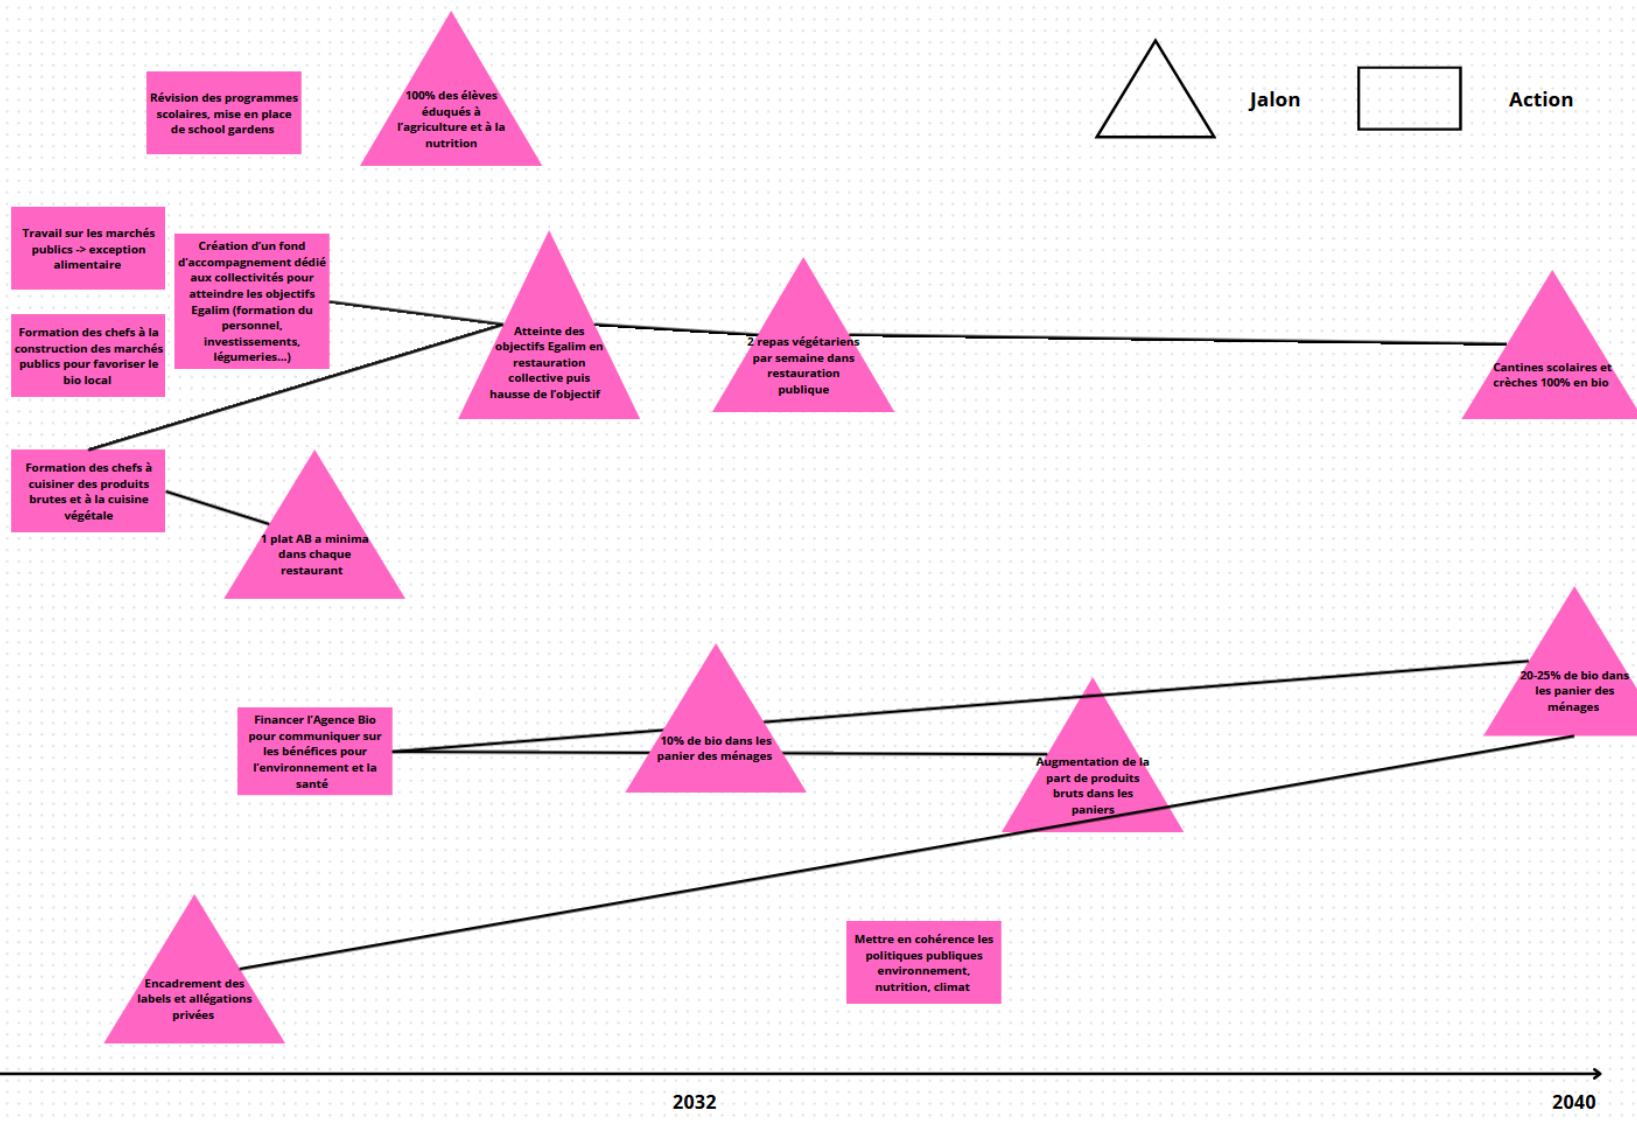 Révision des programmes
scolaires, mise en place
de school gardens
100% des élèves
éduqués à
l'agriculture et à la
nutrition
Jalon
Action
Travail sur les marchés
publics -> exception
alimentaire
Création d'un fond
d'accompagnement dédié
aux collectivités pour
atteindre les objectifs
Egalim (formation du
personnel,
investissements,
légumeries...)
Formation des chefs à la
construction des marchés
publics pour favoriser le
bio local
Atteinte des
objectifs Egalim en
restauration
collective puis
hausse de l'objectif
2 repas végétariens
par semaine dans
restauration
publique
Cantines scolaires et
crèches 100% en bio
Formation des chefs à
cuisiner des produits
brutes et à la cuisine
végétale
1 plat AB a minima
dans chaque
restaurant
Financer l'Agence Bio
pour communiquer sur
les bénéfices pour
l'environnement et la
santé
10% de bio dans les
panier des ménages
Augmentation de la
part de produits
bruts dans les
paniers
20-25% de bio dans
les panier des
ménages
Encadrement des
labels et allégations
privées
Mettre en cohérence les
politiques publiques
environnement,
nutrition, climat
2032
2040